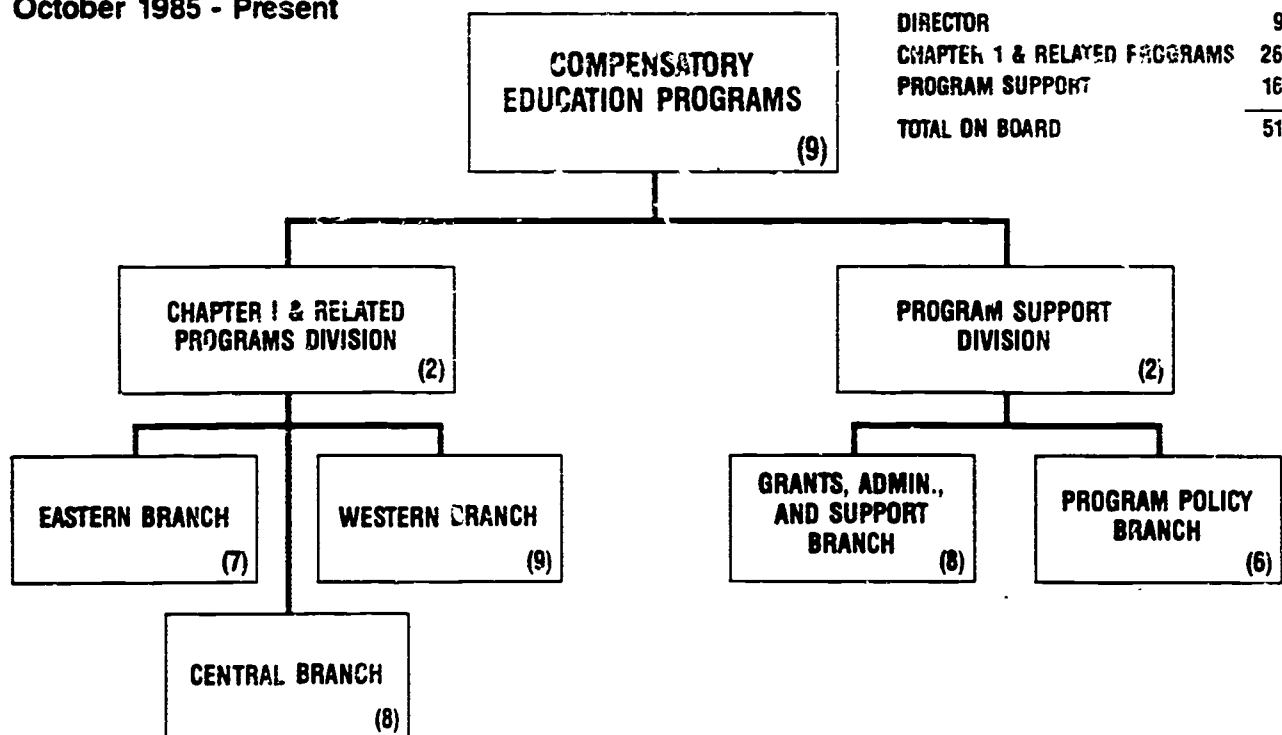 October 1985 - Present
COMPENSATORY
EDUCATION PROGRAMS
(9)
DIRECTOR 9
CHAPTER 1 & RELATED PROGRAMS 26
PROGRAM SUPPORT 16
TOTAL ON BOARD 51
CHAPTER I & RELATED
PROGRAMS DIVISION
(2)
PROGRAM SUPPORT
DIVISION
(2)
EASTERN BRANCH
(7)
WESTERN BRANCH
(9)
CENTRAL BRANCH
(8)
GRANTS, ADMIN.,
AND SUPPORT
BRANCH
(8)
PROGRAM POLICY
BRANCH
(6)